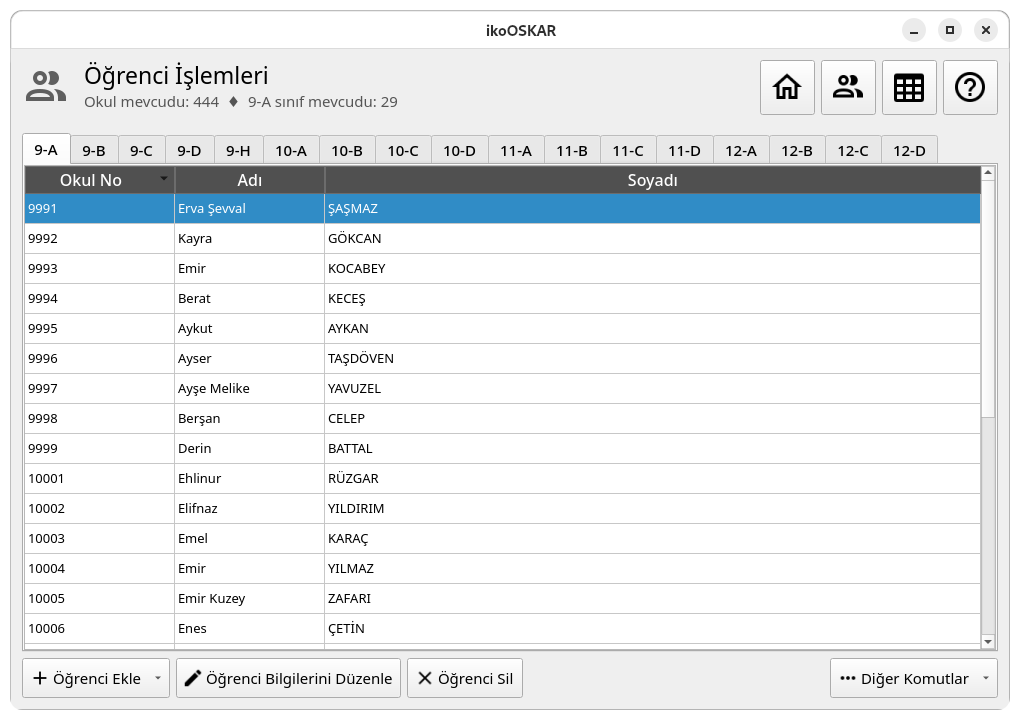 ikoOSKAR
Öğrenci İşlemleri
Okul mevcudu: 444 ♦ 9-A sınıf mevcudu: 29
9-A 9-B 9-C 9-D 9-H 10-A 10-B 10-C 10-D 11-A 11-B 11-C 11-D 12-A 12-B 12-C 12-D
Okul No Adı Soyadı
9991 Erva Şevval ŞAŞMAZ
9992 Kayra GÖKCAN
9993 Emir KOCABEY
9994 Berat KECEŞ
9995 Aykut AYKAN
9996 Ayser TAŞDÖVEN
9997 Ayşe Melike YAVUZEL
9998 Berşan CELEP
9999 Derin BATTAL
10001 Ehlinur RÜZGAR
10002 Elifnaz YILDIRIM
10003 Emel KARAÇ
10004 Emir YILMAZ
10005 Emir Kuzey ZAFARI
10006 Enes ÇETİN
Öğrenci Ekle Öğrenci Bilgilerini Düzenle Öğrenci Sil Diğer Komutlar